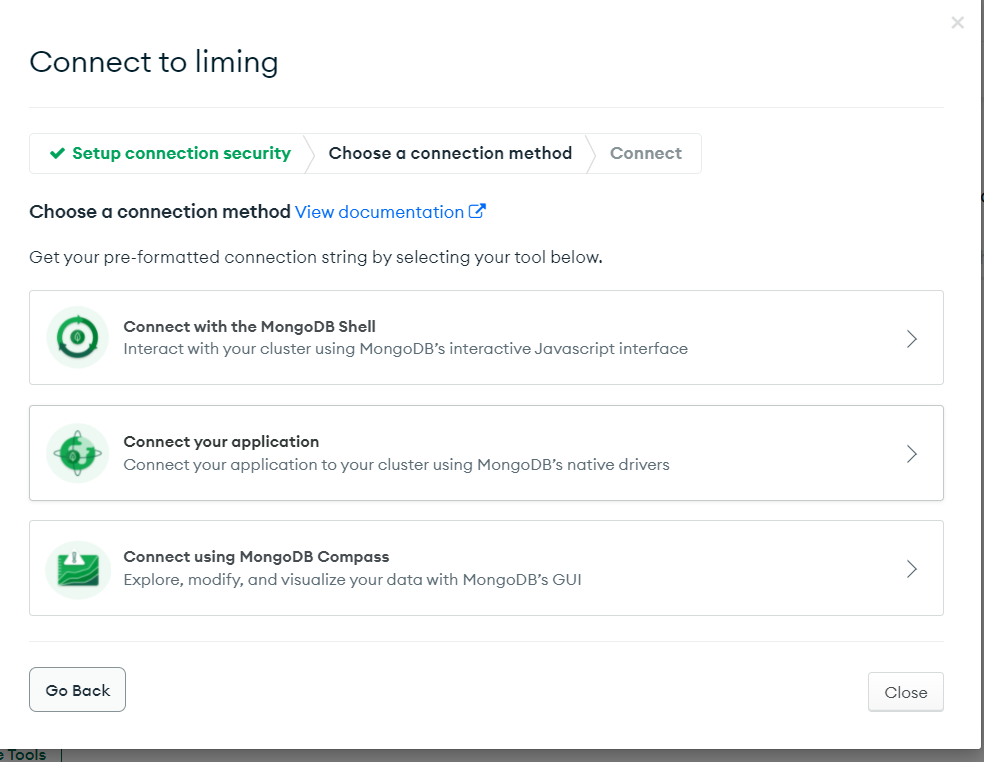 Connect to liming
Setup connection security
Choose a connection method
Connect
Choose a connection method View documentation
Get your pre-formatted connection string by selecting your tool below.
Connect with the MongoDB Shell
Interact with your cluster using MongoDB’s interactive Javascript interface
Connect your application
Connect your application to your cluster using MongoDB’s native drivers
Connect using MongoDB Compass
Explore, modify, and visualize your data with MongoDB’s GUI
Go Back
Close
e Tools